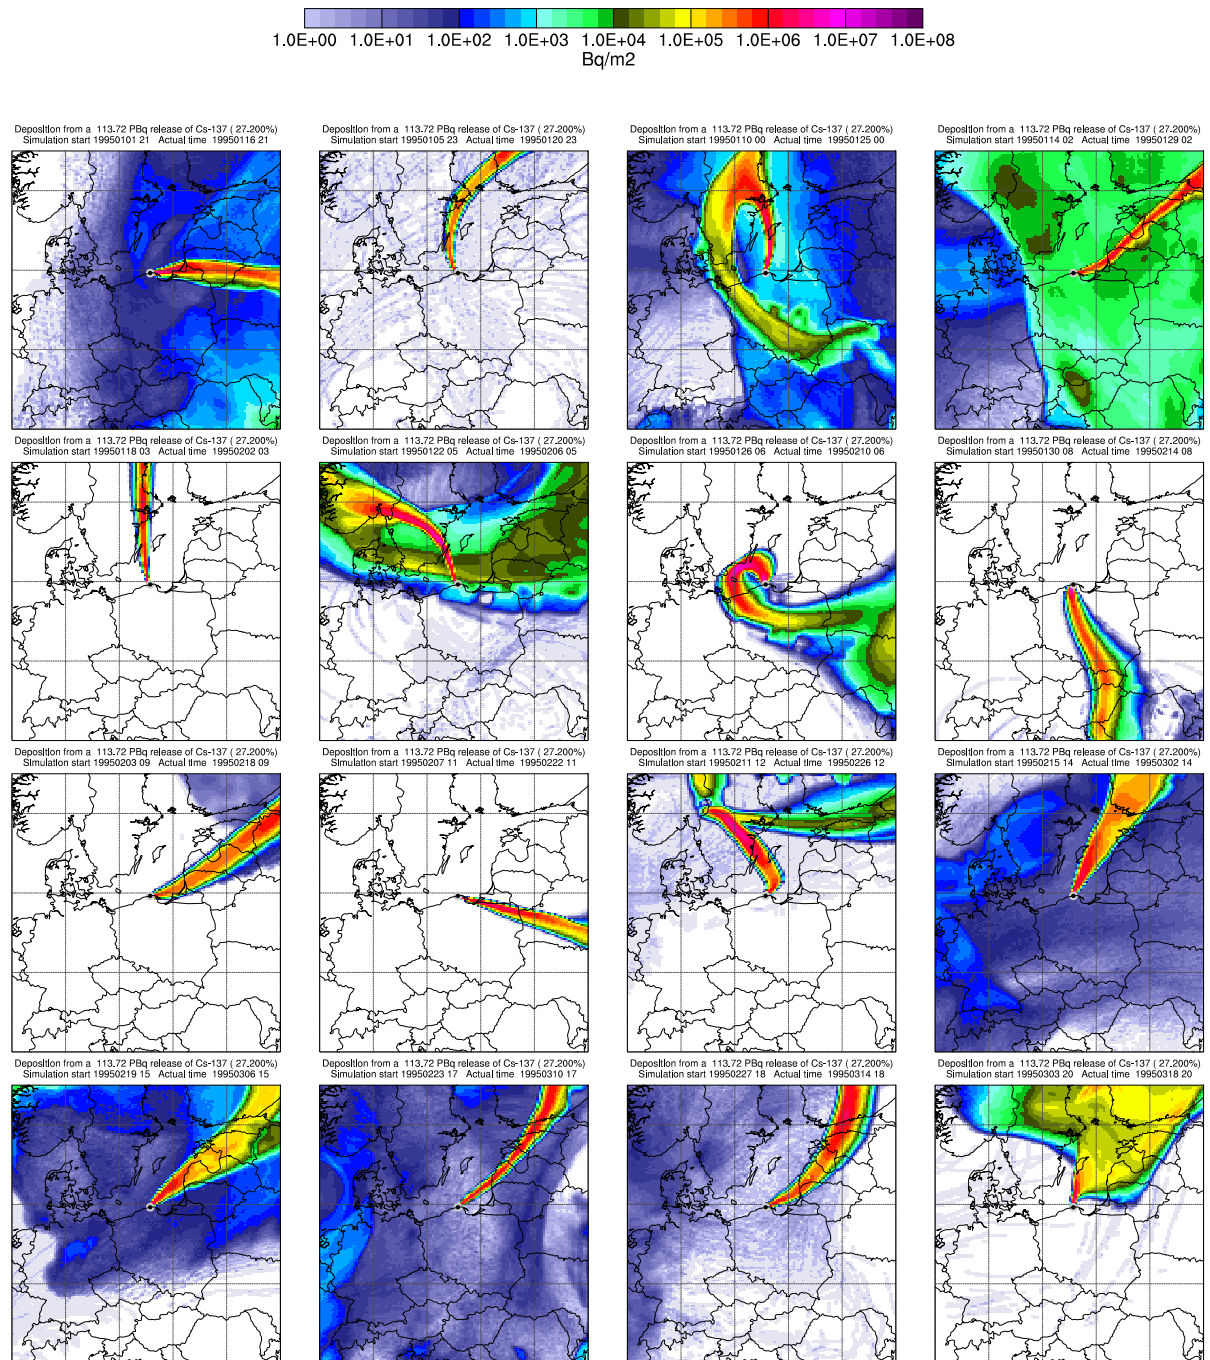 1.0E+00 1.0E+01 1.0E+02 1.0E+03 1.0E+04 1.0E+05 1.0E+06 1.0E+07 1.0E+08
Bq/m2
Deposition from a 113.72 PBq release of Cs-137 ( 27.200%)
Simulation start 19950101 21 Actual time 19950116 21
Deposition from a 113.72 PBq release of Cs-137 ( 27.200%)
Simulation start 19950105 23 Actual time 19950120 23
Deposition from a 113.72 PBq release of Cs-137 ( 27.200%)
Simulation start 19950110 00 Actual time 19950125 00
Deposition from a 113.72 PBq release of Cs-137 ( 27.200%)
Simulation start 19950114 02 Actual time 19950129 02
Deposition from a 113.72 PBq release of Cs-137 ( 27.200%)
Simulation start 19950118 03 Actual time 19950202 03
Deposition from a 113.72 PBq release of Cs-137 ( 27.200%)
Simulation start 19950122 05 Actual time 19950206 05
Deposition from a 113.72 PBq release of Cs-137 ( 27.200%)
Simulation start 19950126 06 Actual time 19950210 06
Deposition from a 113.72 PBq release of Cs-137 ( 27.200%)
Simulation start 19950130 08 Actual time 19950214 08
Deposition from a 113.72 PBq release of Cs-137 ( 27.200%)
Simulation start 19950203 09 Actual time 19950218 09
Deposition from a 113.72 PBq release of Cs-137 ( 27.200%)
Simulation start 19950207 11 Actual time 19950222 11
Deposition from a 113.72 PBq release of Cs-137 ( 27.200%)
Simulation start 19950211 12 Actual time 19950226 12
Deposition from a 113.72 PBq release of Cs-137 ( 27.200%)
Simulation start 19950215 14 Actual time 19950302 14
Deposition from a 113.72 PBq release of Cs-137 ( 27.200%)
Simulation start 19950219 15 Actual time 19950306 15
Deposition from a 113.72 PBq release of Cs-137 ( 27.200%)
Simulation start 19950223 17 Actual time 19950310 17
Deposition from a 113.72 PBq release of Cs-137 ( 27.200%)
Simulation start 19950227 18 Actual time 19950314 18
Deposition from a 113.72 PBq release of Cs-137 ( 27.200%)
Simulation start 19950303 20 Actual time 19950318 20